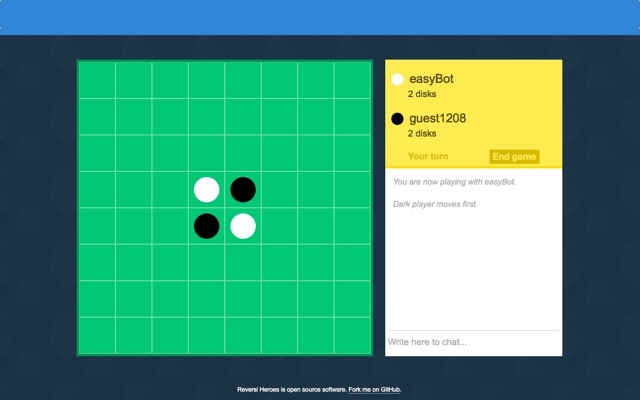 easyBot
2 disks
guest1208
2 disks
Your turn
End game
You are now playing with easyBot.
Dark player moves first.
Write here to chat...
Reversi Heroes is open source software. Fork me on GitHub.